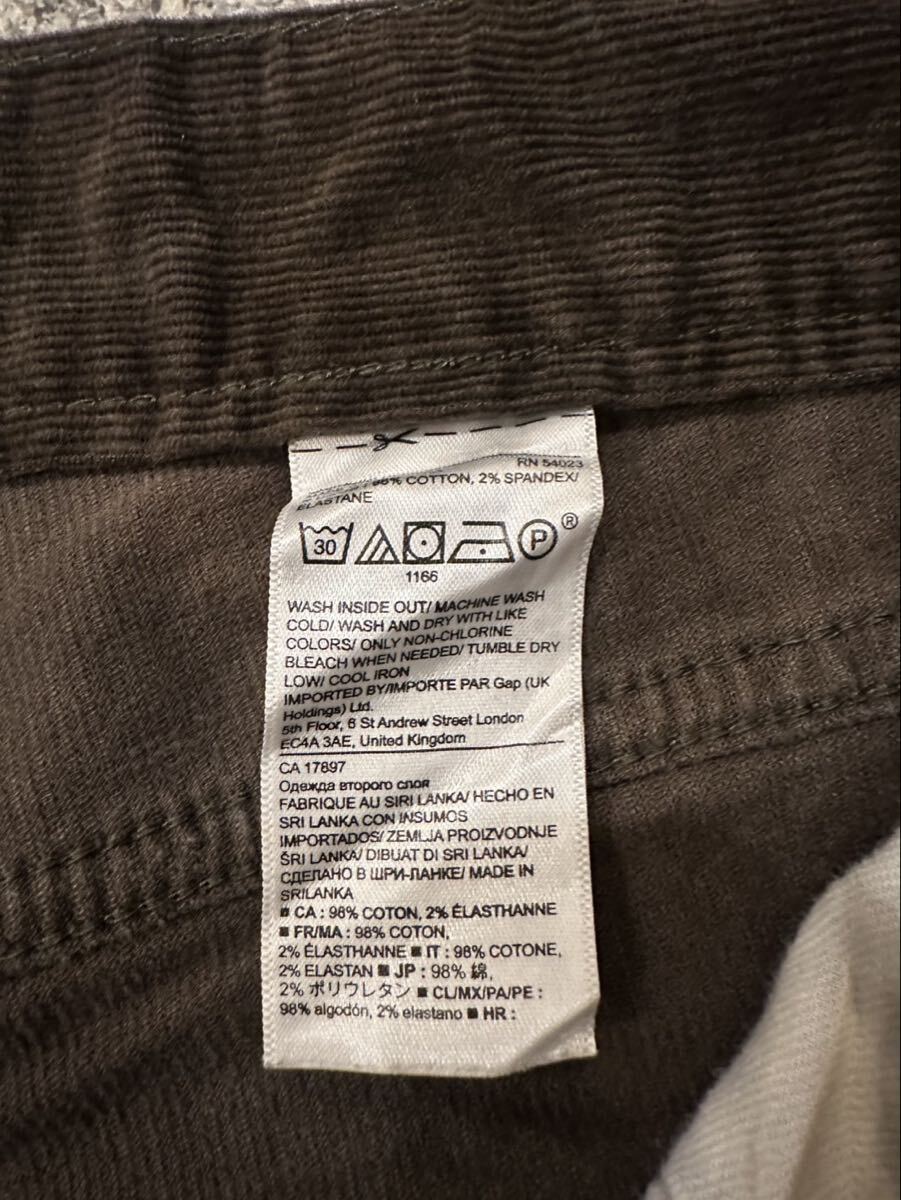 RN 54023
98% COTTON, 2% SPANDEX/
ELASTANE
30 P ®
1166
WASH INSIDE OUT/ MACHINE WASH
COLD/ WASH AND DRY WITH LIKE
COLORS/ ONLY NON-CHLORINE
BLEACH WHEN NEEDED/ TUMBLE DRY
LOW/ COOL IRON
IMPORTED BY/IMPORTE PAR Gap (UK
Holdings) Ltd.
5th Floor, 6 St Andrew Street London
EC4A 3AE, United Kingdom
CA 17897
Одежда второго слоя
FABRIQUE AU SIRI LANKA/ HECHO EN
SRI LANKA CON INSUMOS
IMPORTADOS/ ZEMLJA PROIZVODNJE
ŠRI LANKA/ DIBUAT DI SRI LANKA/
СДЕЛАНО В ШРИ-ЛАНКЕ/ MADE IN
SRILANKA
■ CA : 98% COTON, 2% ÉLASTHANNE
■ FR/MA : 98% COTON,
2% ÉLASTHANNE ■ IT : 98% COTONE,
2% ELASTAN ■ JP : 98% 綿,
2% ポリウレタン ■ CL/MX/PA/PE :
98% algodón, 2% elastano ■ HR :